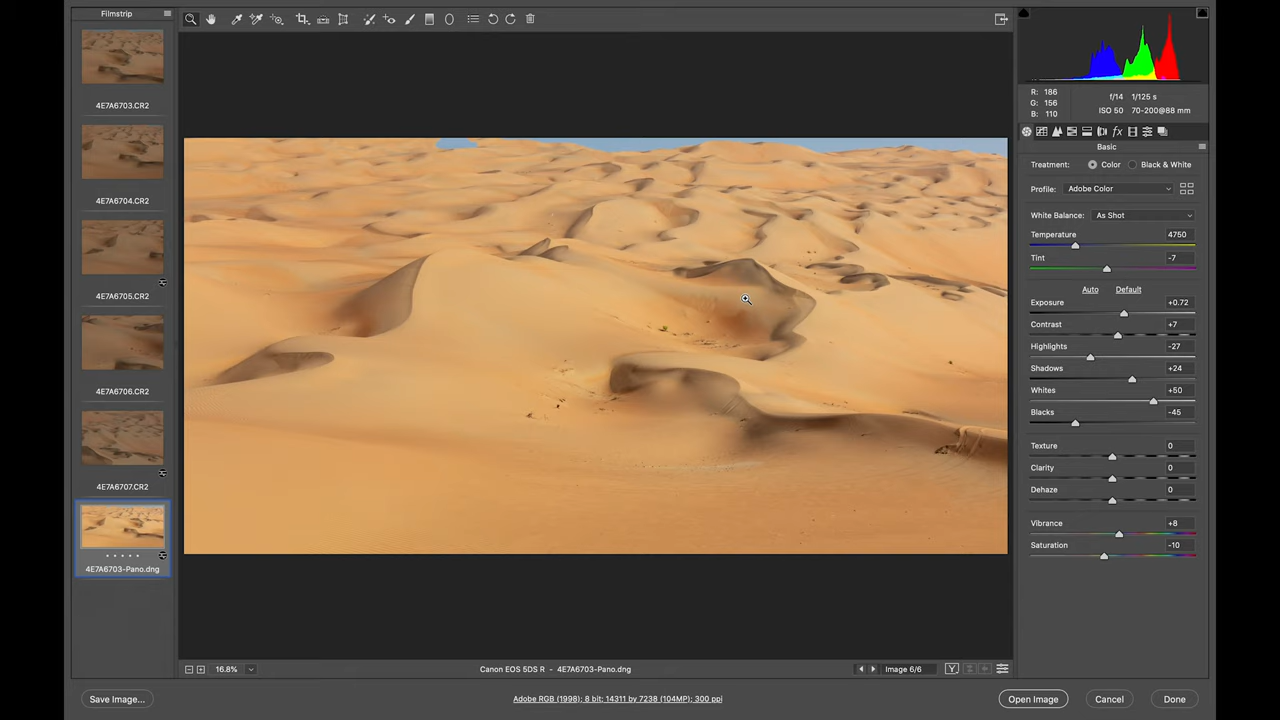 Filmstrip
4E7A6703.CR2
4E7A6704.CR2
4E7A6705.CR2
4E7A6706.CR2
4E7A6707.CR2
4E7A6703-Pano.dng
16.8%
Canon EOS 5DS R - 4E7A6703-Pano.dng
Image 6/6
Y
Save Image...
Adobe RGB (1998); 8 bit; 14311 by 7238 (104MP); 300 ppi
Open Image
Cancel
Done
R: 186
G: 156
B: 110
f/14 1/125 s
ISO 50 70-200@88 mm
fx
Basic
Treatment: Color Black & White
Profile: Adobe Color
White Balance: As Shot
Temperature 4750
Tint -7
Auto Default
Exposure +0.72
Contrast +7
Highlights -27
Shadows +24
Whites +50
Blacks -45
Texture 0
Clarity 0
Dehaze 0
Vibrance +8
Saturation -10